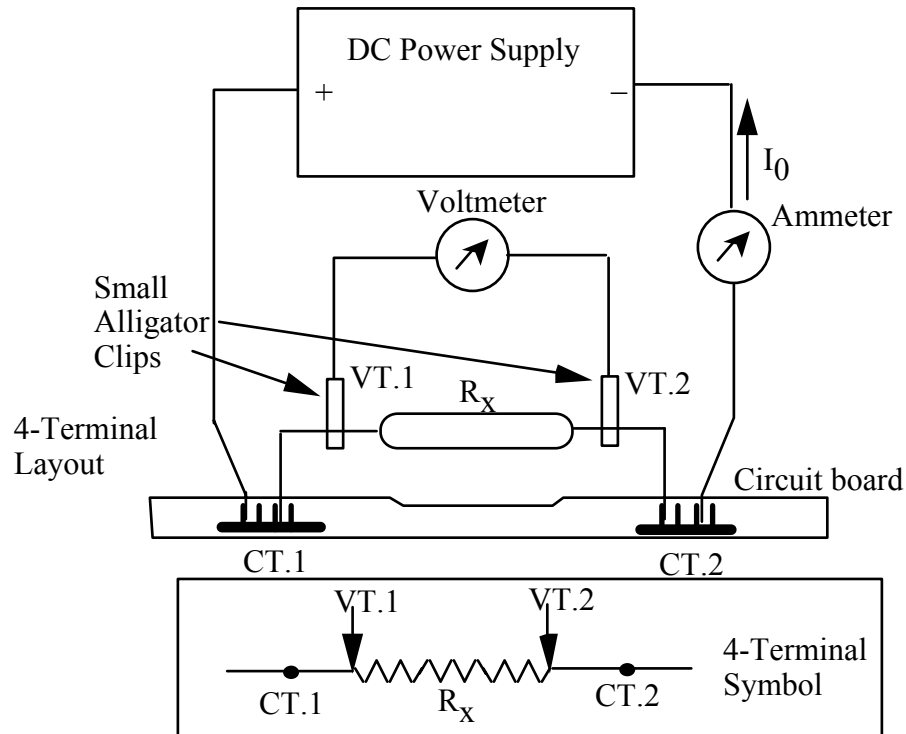 DC Power Supply
+
−
I0
Voltmeter
Ammeter
Small
Alligator
Clips
VT.1
VT.2
Rx
4-Terminal
Layout
Circuit board
CT.1
CT.2
VT.1
VT.2
4-Terminal
Symbol
CT.1
Rx
CT.2